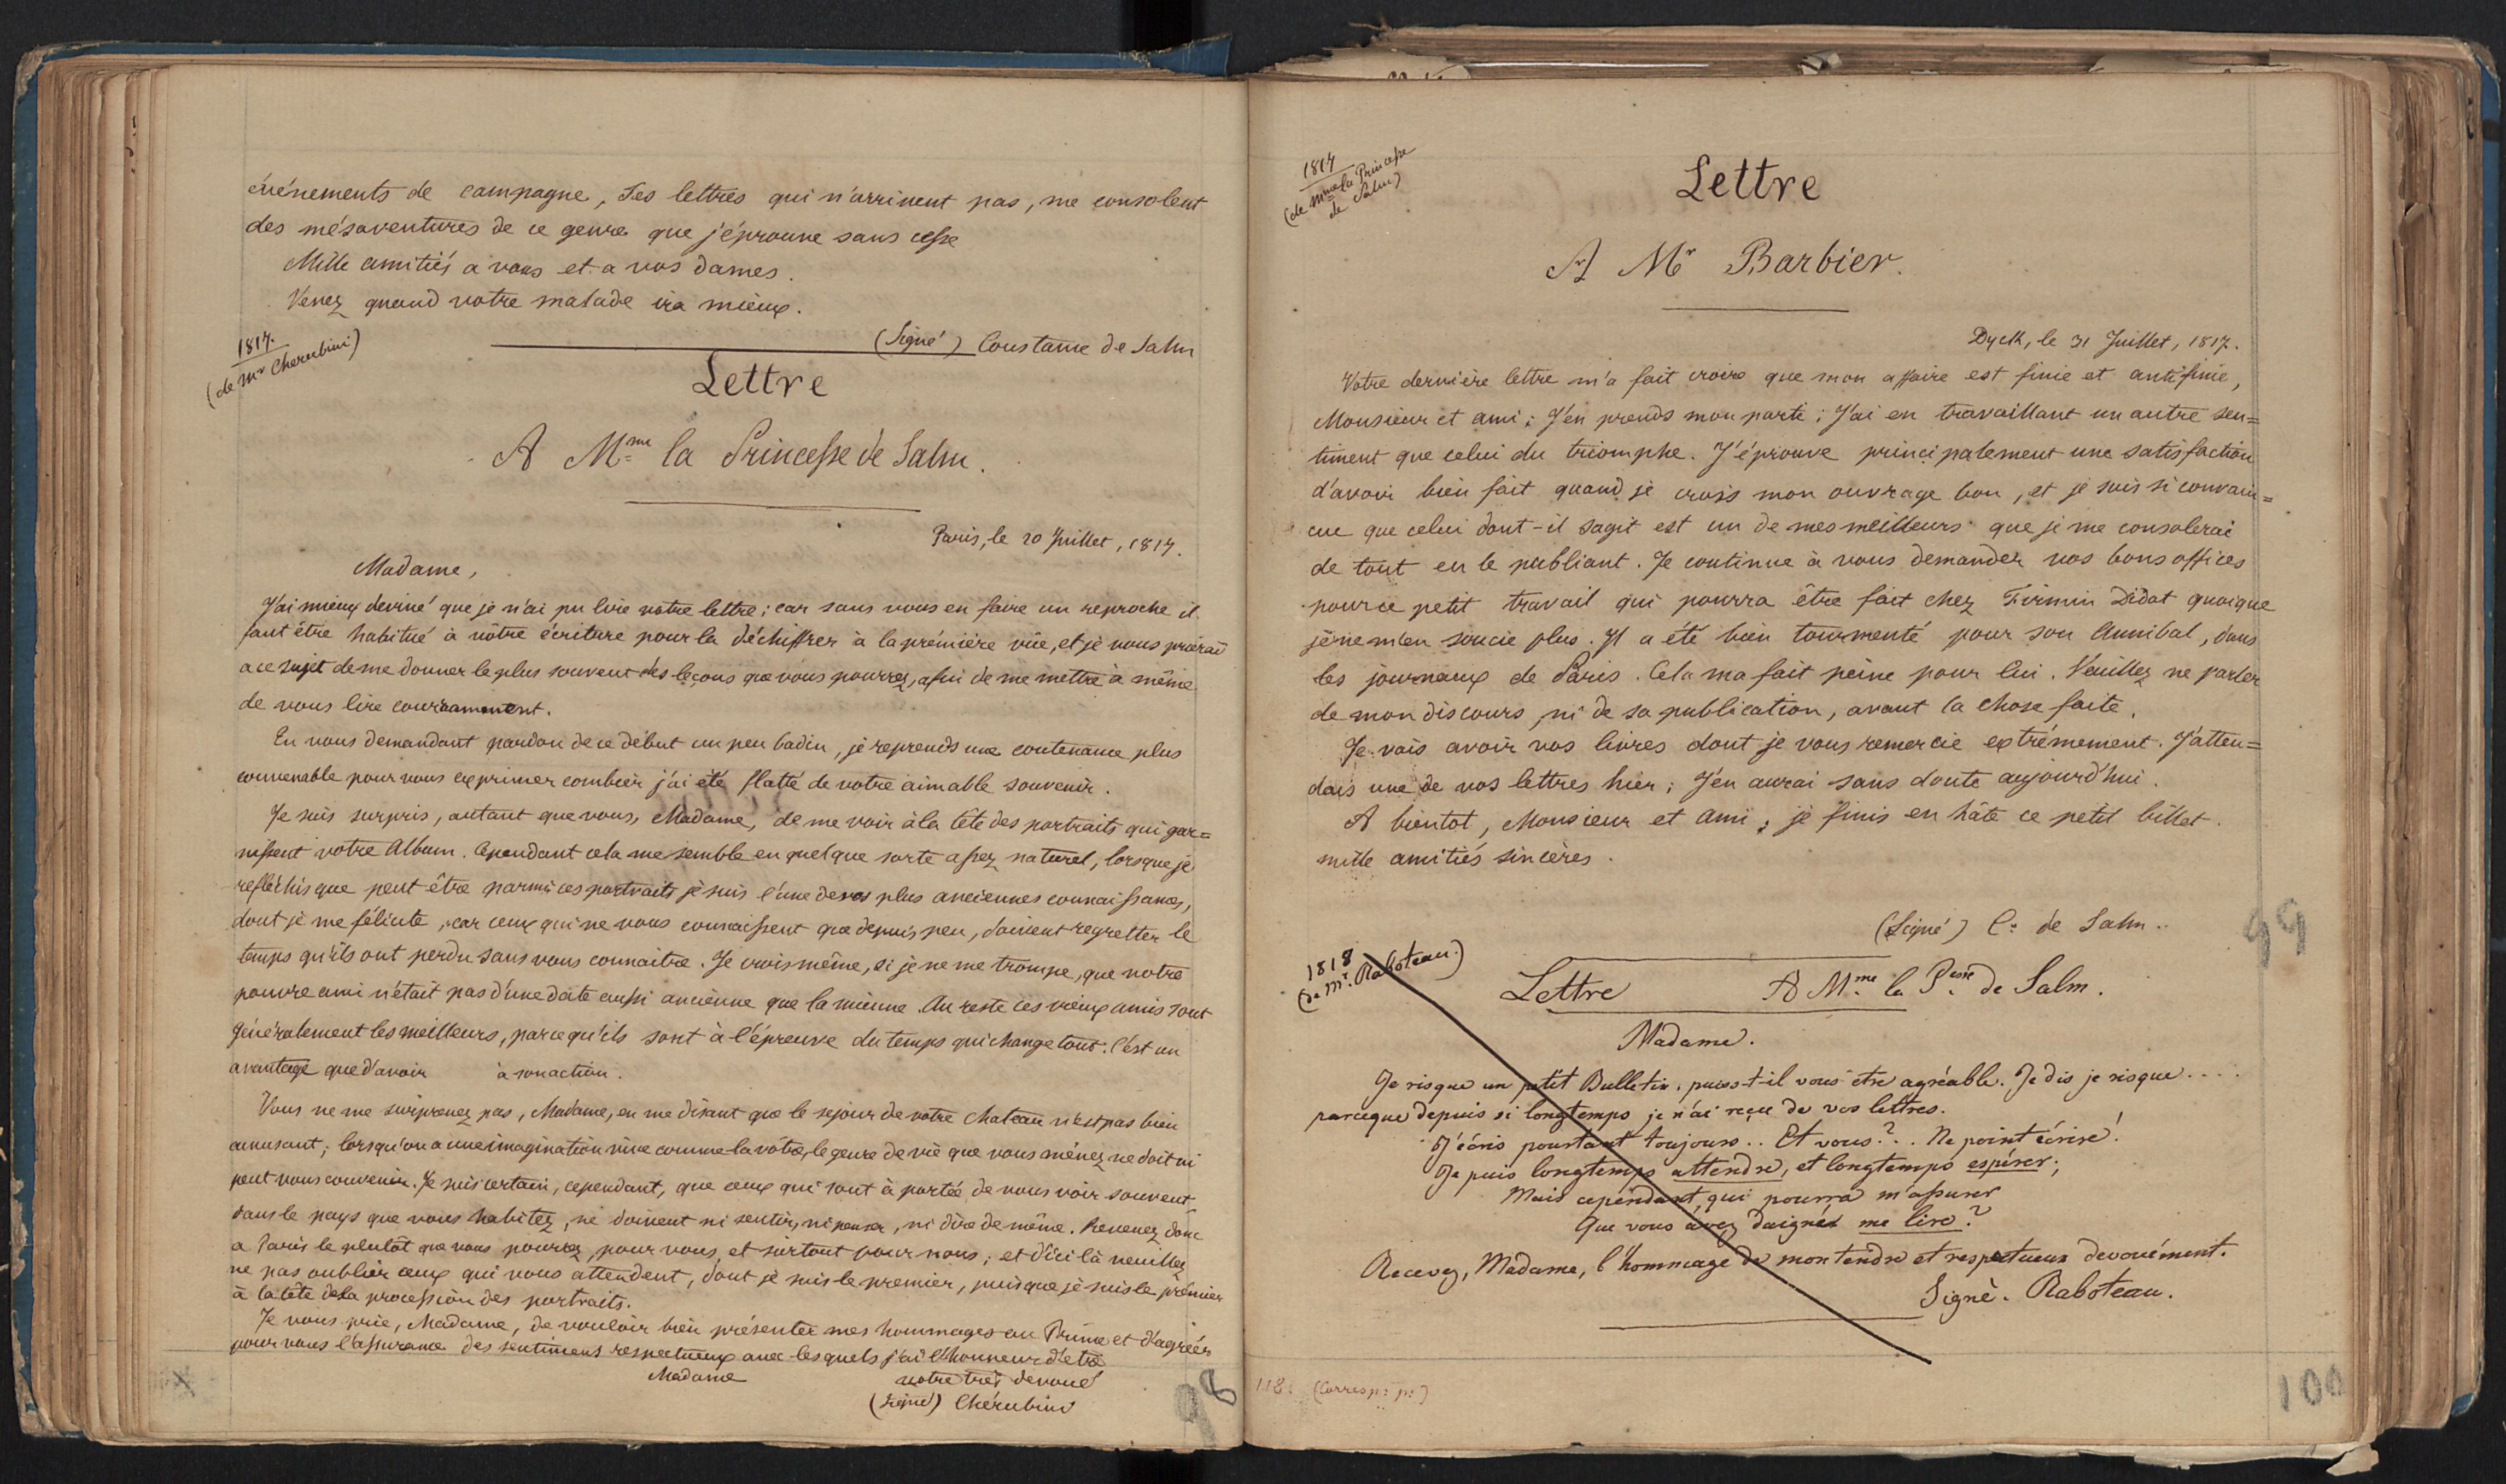 événements de campagne, Les lettres qui n'arrivent pas, me consolent
des mésaventures de ce genre que j'éprouve sans cesse
Mille amitiés a vous et a vos dames.
Venez quand votre malade ira mieux.
(Signé) Constance de Salm
1817.
(de Mr Cherubini)
Lettre
A Mme la Princesse de Salm.
Paris, le 20 Juillet, 1817.
Madame,
J'ai mieux deviné que je n'ai pu lire votre lettre; car sans vous en faire un reproche il
faut être habitué à vôtre écriture pour la déchiffrer à la prémière vüe, et je vous prierai
a ce sujet de me donner le plus souvent des leçons que vous pourrez, afin de me mettre à même
de vous lire couramment.
En vous demandant pardon de ce début un peu badin, je reprends une contenance plus
convenable pour vous exprimer combien j'ai été flatté de votre aimable souvenir.
Je suis surpris, autant que vous, Madame, de me voir à la tête des portraits qui gar=
nissent votre Album. Cependant cela me semble en quelque sorte assez naturel, lorsque je
refléchis que peut être parmi ces portraits je suis l'une de vos plus anciennes connaissances,
dont je me félicite, car ceux qui ne vous connaissent que depuis peu, doivent regretter le
temps qu'ils ont perdu sans vous connaitre. Je crois même, si je ne me trompe, que notre
pauvre ami n'était pas d'une date aussi ancienne que la mienne. Au reste les vieux amis sont
généralement les meilleurs, parcequ'ils sont à l'épreuve du temps qui change tout. C'est un
avantage que d'avoir à son action.
Vous ne me surprenez pas, Madame, en me disant que le sejour de votre chateau n'est pas bien
amusant; lorsqu'on a une imagination vive comme la vôtre, le genre de vie que vous ménez ne doit ni
peut vous convenir. Je suis certain, cependant, que ceux qui sont à portée de vous voir souvent
dans le pays que vous habitez, ne doivent ni sentir, ni penser, ni dire de même. Revenez donc
a Paris le plutôt que vous pourrez, pour vous, et surtout pour nous; et d'ici là veuillez
ne pas oublier ceux qui vous attendent, dont je suis le premier, puisque je suis le prémier
à la tête de la procession des portraits.
Je vous prie, Madame, de vouloir bien présenter mes hommages au Prince et d'agréer
pour vous l'assurance des sentimens respectueux avec lesquels j'ai l'honneur d'etre
Madame votre très devoué
(Signé) Chérubini
98
1817
(de Mme la Princesse
de Salm)
Lettre
A Mr Barbier.
Dyck, le 31 Juillet, 1817.
Votre dernière lettre m'a fait croire que mon affaire est finie et antifinie,
Monsieur et ami; J'en prends mon parti; J'ai en travaillant un autre sen=
timent que celui du triomphe. J'éprouve principalement une satisfaction
d'avoir bien fait quand je crois mon ouvrage bon, et je suis si convain=
cue que celui dont-il sagit est un de mes meilleurs que je me consolerai
de tout en le publiant. Je continue à vous demander vos bons offices
pour ce petit travail qui pourra être fait chez Firmin Didot quoique
je ne m'en soucie plus. Il a été bien tourmenté pour son Annibal, dans
les journaux de Paris. Cela ma fait peine pour lui. Veuillez ne parler
de mon discours, ni de sa publication, avant la chose faite.
Je vais avoir vos livres dont je vous remercie extrémement. J'atten=
dais une de vos lettres hier; J'en aurai sans doute aujourd'hui.
A bientot, Monsieur et ami; je finis en hâte ce petit billet.
mille amitiés sincères.
(Signé) C: de Salm.
99
1818
(de Mr. Raboteau.)
Lettre A Mme la Pcesse de Salm.
Madame.
Je risque un petit Bulletin, puisse-t-il vous être agréable. Je dis je risque....
parceque depuis si longtemps je n'ai reçu de vos lettres.
J'écris pourtant toujours.. Et vous?.. Ne point écrire!
Je puis longtemps attendre, et longtemps espérer;
Mais cependant, qui pourra m'assurer
Que vous avez daigné me lire?
Recevez, Madame, l'hommage de mon tendre et respectueux devouément.
Signé. Raboteau.
118. (Corresp: p:)
100